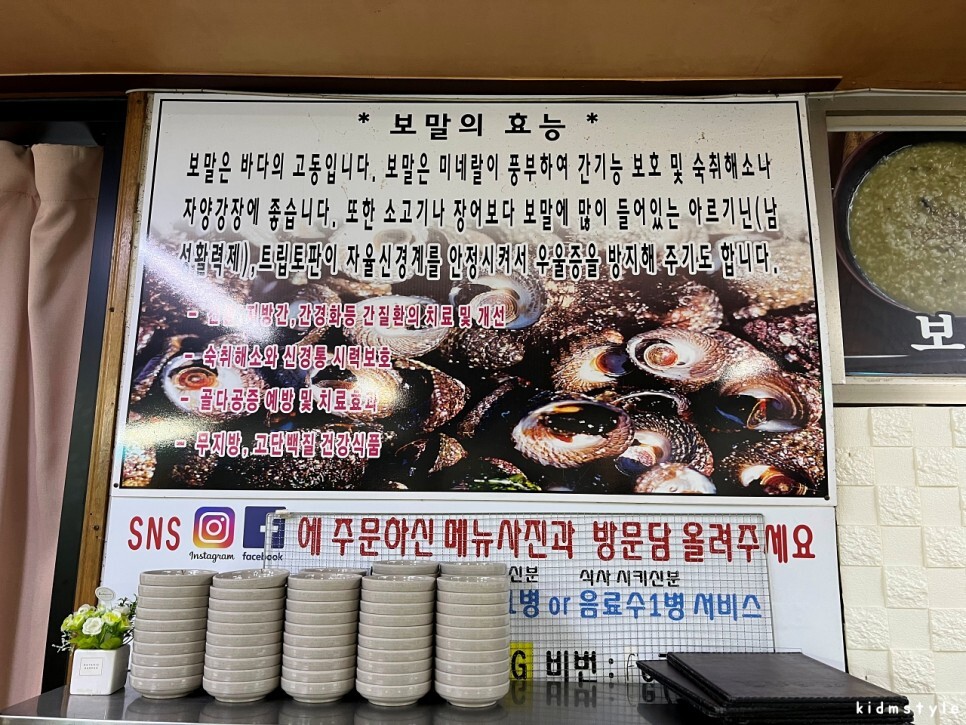 * 보말의 효능 *
보말은 바다의 고동입니다. 보말은 미네랄이 풍부하여 간기능 보호 및 숙취해소나
자양강장에 좋습니다. 또한 소고기나 장어보다 보말에 많이 들어있는 아르기닌(남
성활력제),트립토판이 자율신경계를 안정시켜서 우울증을 방지해 주기도 합니다.
- 지방간, 간경화등 간질환의 치료 및 개선
- 숙취해소와 신경통 시력보호
- 골다공증 예방 및 치료효과
- 무지방, 고단백질 건강식품
보
SNS Instagram facebook 에 주문하신 메뉴사진과 방문담 올려주세요
신분 식사 시키신분
1병 or 음료수1병 서비스
G 비번 :
kidmstyle